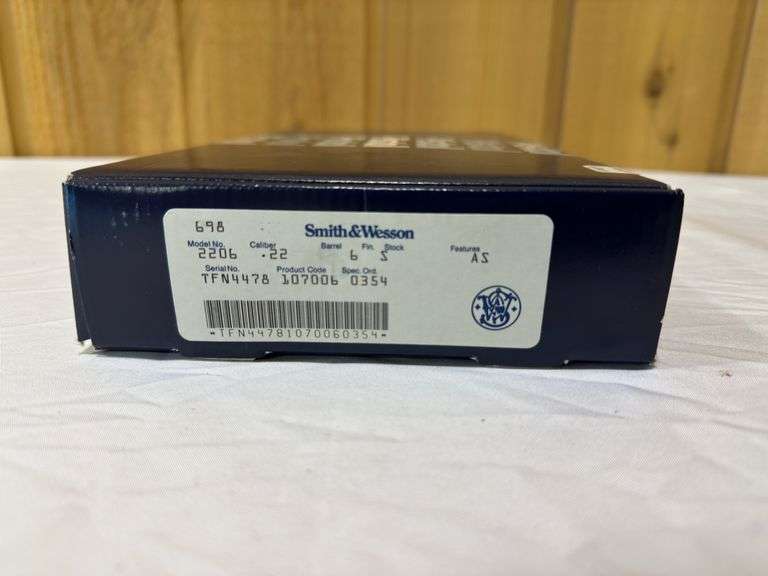 698
Smith & Wesson
Model No. Caliber Barrel Fin. Stock Features
2206 .22 6 S AS
Serial No. Product Code Spec. Ord.
TFN4478 107006 0354
*TFN44781070060354*